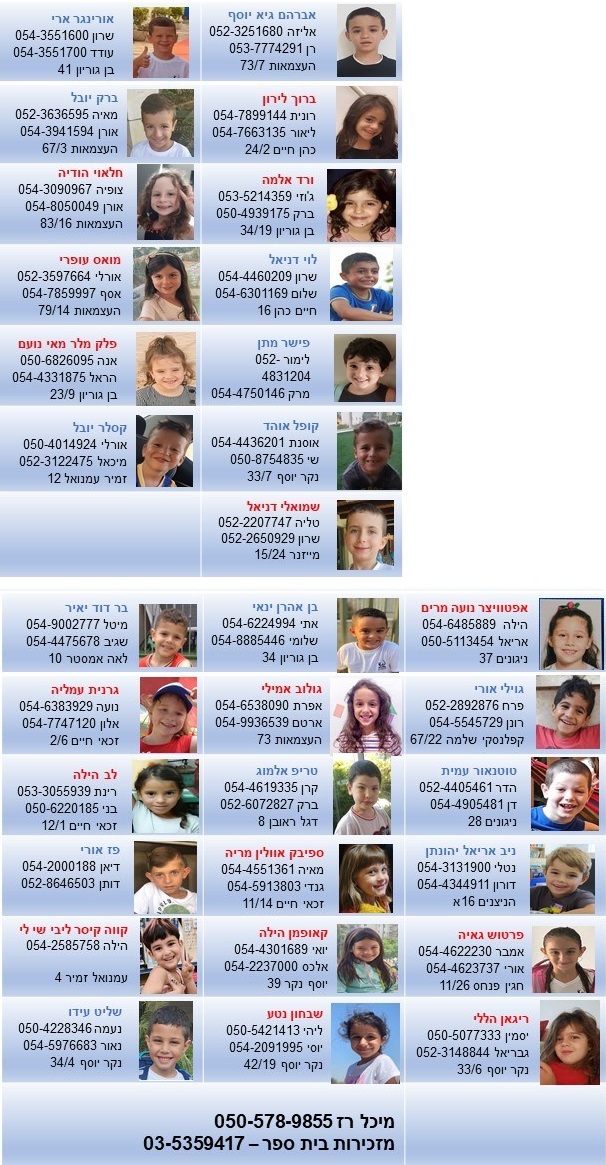 אברהם גיא יוסף
אליזה 052-3251680
רן 053-7774291
העצמאות 73/7
אורינגר ארי
שרון 054-3551600
עודד 054-3551700
בן גוריון 41
ברוך לירון
רונית 054-7899144
ליאור 054-7663135
כהן חיים 24/2
ברק יובל
מאיה 052-3636595
אורן 054-3941594
העצמאות 67/3
ורד אלמה
ג'וזי 053-5214359
ברק 050-4939175
בן גוריון 34/19
חלאוי הודיה
צופיה 054-3090967
אורן 054-8050049
העצמאות 83/16
לוי דניאל
שרון 054-4460209
שלום 054-6301169
חיים כהן 16
מואס עופרי
אורלי 052-3597664
אסף 054-7859997
העצמאות 79/14
פישר מתן
לימור 052-
4831204
מרק 054-4750146
פלק מלר מאי נועם
אנה 050-6826095
הראל 054-4331875
בן גוריון 23/9
קופל אוהד
אוסנת 054-4436201
שי 050-8754835
נקר יוסף 33/7
קסלר יובל
אורלי 050-4014924
מיכאל 052-3122475
זמיר עמנואל 12
שמואלי דניאל
טליה 052-2207747
שרון 052-2650929
מייזנר 15/24
אפטוויצר נועה מרים
הילה 054-6485889
אריאל 050-5113454
ניגונים 37
בן אהרן ינאי
אתי 054-6224994
שלומי 054-8885446
בן גוריון 34
בר דוד יאיר
מיטל 054-9002777
שגיב 054-4475678
לאה אמסטר 10
גוילי אורי
פרח 052-2892876
רונן 054-5545729
קפלנסקי שלמה 67/22
גולוב אמילי
אפרת 054-6538090
ארטם 054-9936539
העצמאות 73
גרנית עמליה
נועה 054-6383929
אלון 054-7747120
זכאי חיים 2/6
טוטנאור עמית
הדר 052-4405461
דן 054-4905481
ניגונים 28
טריפ אלמוג
קרן 054-4619335
ברק 052-6072827
דגל ראובן 8
לב הילה
רינת 053-3055939
בני 050-6220185
זכאי חיים 12/1
ניב אריאל יהונתן
נטלי 054-3131900
דורון 054-4344911
הניצנים 16א
ספיבק אוולין מריה
מאיה 054-4551361
גנדי 054-5913803
זכאי חיים 11/14
פז אורי
דיאן 054-2000188
דותן 052-8646503
פרטוש גאיה
אמבר 054-4622230
אורי 054-4623737
חגין פנחס 11/26
קאופמן הילה
יואי 054-4301689
אלכס 054-2237000
יוסף נקר 39
קווה קיסר ליבי שי לי
הילה 054-2585758
עמנואל זמיר 4
ריגאן הללי
יסמין 050-5077333
גבריאל 052-3148844
נקר יוסף 33/6
שבחון נטע
ליהי 050-5421413
יוסי 054-2091995
נקר יוסף 42/19
שליט עידו
נעמה 050-4228346
נאור 054-5976683
נקר יוסף 34/4
מיכל רז 050-578-9855
מזכירות בית ספר – 03-5359417